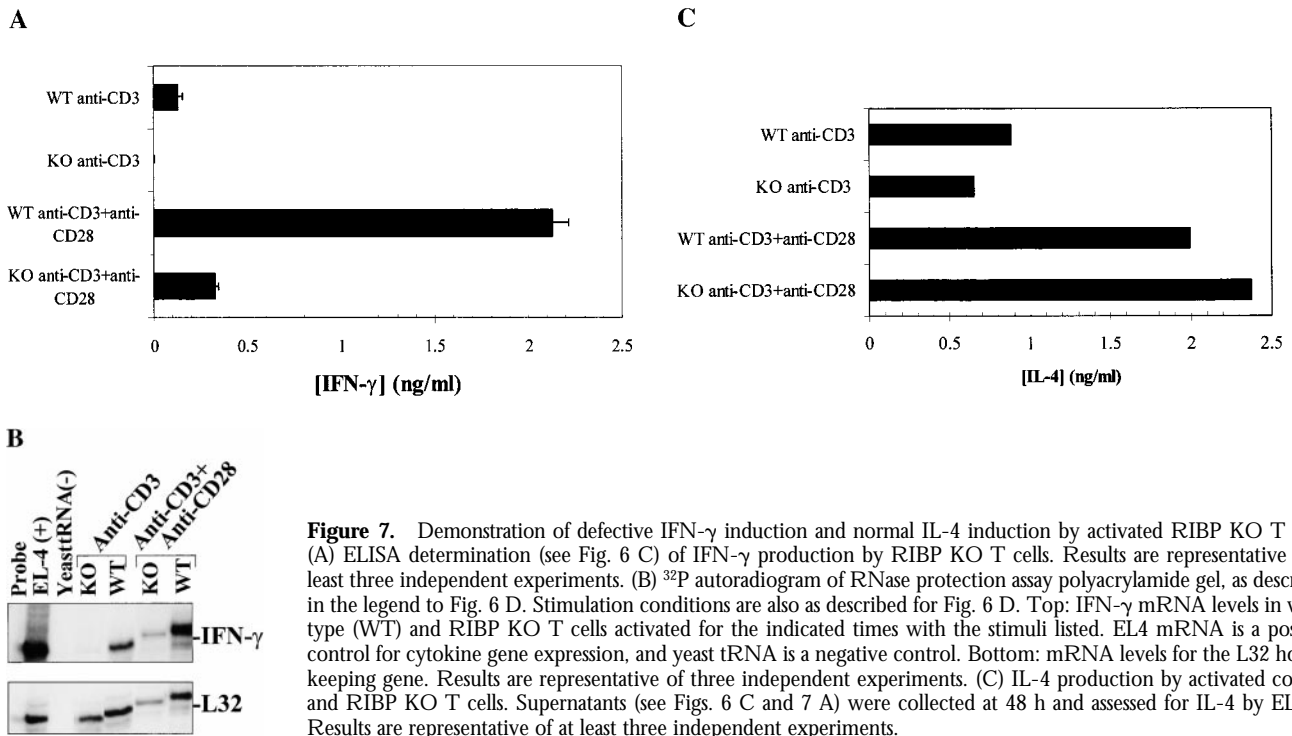 A
WT anti-CD3
KO anti-CD3
WT anti-CD3+anti-
CD28
KO anti-CD3+anti-
CD28
0 0.5 1 1.5 2 2.5
[IFN-γ] (ng/ml)
C
WT anti-CD3
KO anti-CD3
WT anti-CD3+anti-CD28
KO anti-CD3+anti-CD28
0 0.5 1 1.5 2 2.5
[IL-4] (ng/ml)
B
Probe
EL-4 (+)
YeasttRNA(-)
Anti-CD3
KO
WT
Anti-CD3+
Anti-CD28
KO
WT
-IFN-γ
-L32
Figure 7. Demonstration of defective IFN-γ induction and normal IL-4 induction by activated RIBP KO T
(A) ELISA determination (see Fig. 6 C) of IFN-γ production by RIBP KO T cells. Results are representative
least three independent experiments. (B) ³²P autoradiogram of RNase protection assay polyacrylamide gel, as descr
in the legend to Fig. 6 D. Stimulation conditions are also as described for Fig. 6 D. Top: IFN-γ mRNA levels in
type (WT) and RIBP KO T cells activated for the indicated times with the stimuli listed. EL4 mRNA is a pos
control for cytokine gene expression, and yeast tRNA is a negative control. Bottom: mRNA levels for the L32 ho
keeping gene. Results are representative of three independent experiments. (C) IL-4 production by activated co
and RIBP KO T cells. Supernatants (see Figs. 6 C and 7 A) were collected at 48 h and assessed for IL-4 by EL
Results are representative of at least three independent experiments.